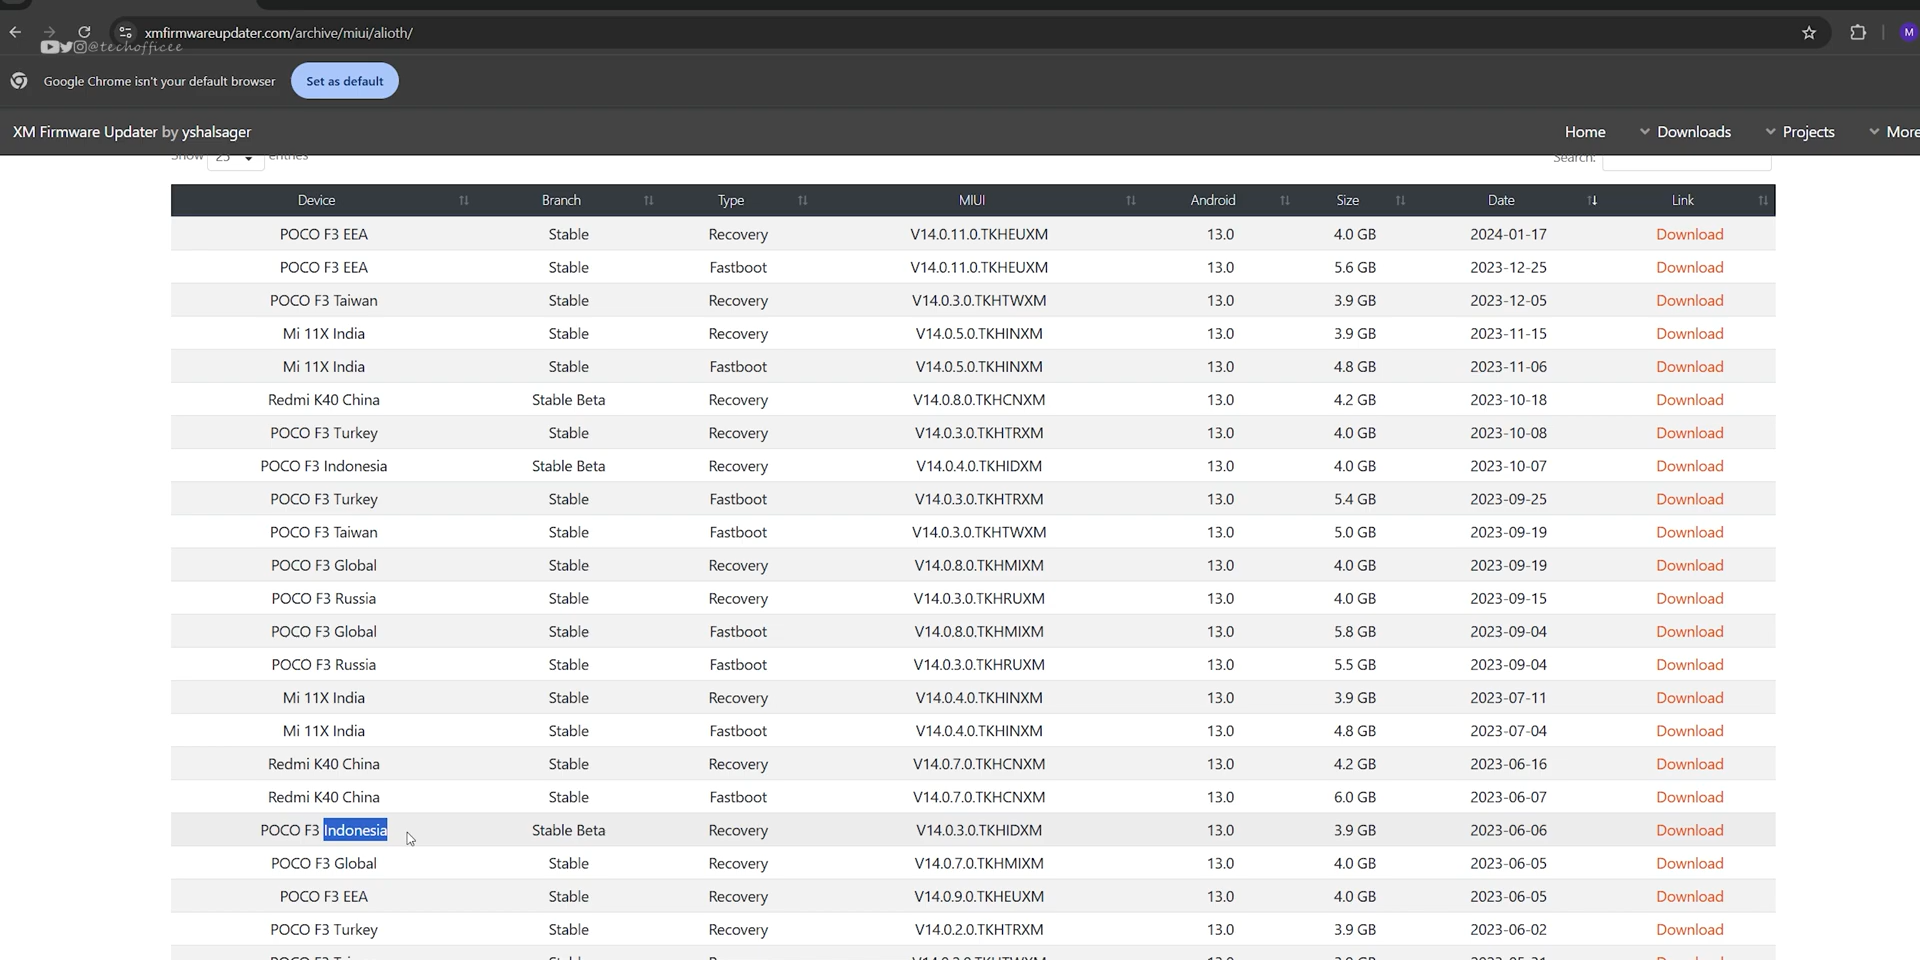 xmfirmwareupdater.com/archive/miui/alioth/
@techofficee
M
Google Chrome isn't your default browser Set as default
XM Firmware Updater by yshalsager Home Downloads Projects More
Show 25 entries Search:
Device Branch Type MIUI Android Size Date Link
POCO F3 EEA Stable Recovery V14.0.11.0.TKHEUXM 13.0 4.0 GB 2024-01-17 Download
POCO F3 EEA Stable Fastboot V14.0.11.0.TKHEUXM 13.0 5.6 GB 2023-12-25 Download
POCO F3 Taiwan Stable Recovery V14.0.3.0.TKHTWXM 13.0 3.9 GB 2023-12-05 Download
Mi 11X India Stable Recovery V14.0.5.0.TKHINXM 13.0 3.9 GB 2023-11-15 Download
Mi 11X India Stable Fastboot V14.0.5.0.TKHINXM 13.0 4.8 GB 2023-11-06 Download
Redmi K40 China Stable Beta Recovery V14.0.8.0.TKHCNXM 13.0 4.2 GB 2023-10-18 Download
POCO F3 Turkey Stable Recovery V14.0.3.0.TKHTRXM 13.0 4.0 GB 2023-10-08 Download
POCO F3 Indonesia Stable Beta Recovery V14.0.4.0.TKHIDXM 13.0 4.0 GB 2023-10-07 Download
POCO F3 Turkey Stable Fastboot V14.0.3.0.TKHTRXM 13.0 5.4 GB 2023-09-25 Download
POCO F3 Taiwan Stable Fastboot V14.0.3.0.TKHTWXM 13.0 5.0 GB 2023-09-19 Download
POCO F3 Global Stable Recovery V14.0.8.0.TKHMIXM 13.0 4.0 GB 2023-09-19 Download
POCO F3 Russia Stable Recovery V14.0.3.0.TKHRUXM 13.0 4.0 GB 2023-09-15 Download
POCO F3 Global Stable Fastboot V14.0.8.0.TKHMIXM 13.0 5.8 GB 2023-09-04 Download
POCO F3 Russia Stable Fastboot V14.0.3.0.TKHRUXM 13.0 5.5 GB 2023-09-04 Download
Mi 11X India Stable Recovery V14.0.4.0.TKHINXM 13.0 3.9 GB 2023-07-11 Download
Mi 11X India Stable Fastboot V14.0.4.0.TKHINXM 13.0 4.8 GB 2023-07-04 Download
Redmi K40 China Stable Recovery V14.0.7.0.TKHCNXM 13.0 4.2 GB 2023-06-16 Download
Redmi K40 China Stable Fastboot V14.0.7.0.TKHCNXM 13.0 6.0 GB 2023-06-07 Download
POCO F3 Indonesia Stable Beta Recovery V14.0.3.0.TKHIDXM 13.0 3.9 GB 2023-06-06 Download
POCO F3 Global Stable Recovery V14.0.7.0.TKHMIXM 13.0 4.0 GB 2023-06-05 Download
POCO F3 EEA Stable Recovery V14.0.9.0.TKHEUXM 13.0 4.0 GB 2023-06-05 Download
POCO F3 Turkey Stable Recovery V14.0.2.0.TKHTRXM 13.0 3.9 GB 2023-06-02 Download